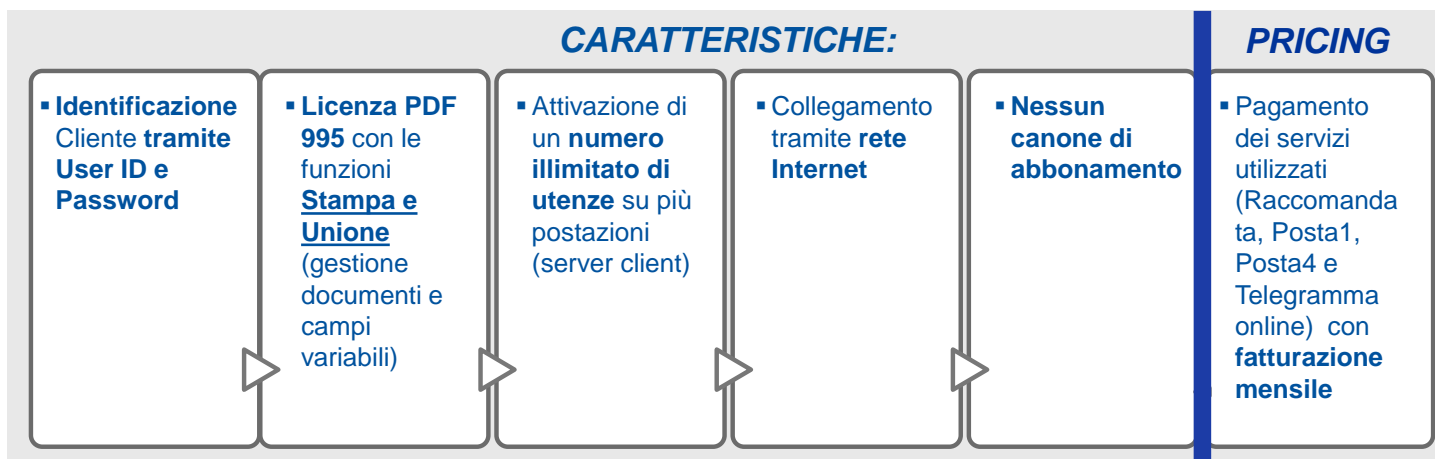 CARATTERISTICHE:
PRICING
▪ Identificazione
Cliente tramite
User ID e
Password
▪ Licenza PDF
995 con le
funzioni
Stampa e
Unione
(gestione
documenti e
campi
variabili)
▪ Attivazione di
un numero
illimitato di
utenze su più
postazioni
(server client)
▪ Collegamento
tramite rete
Internet
▪ Nessun
canone di
abbonamento
▪ Pagamento
dei servizi
utilizzati
(Raccomanda
ta, Posta1,
Posta4 e
Telegramma
online) con
fatturazione
mensile